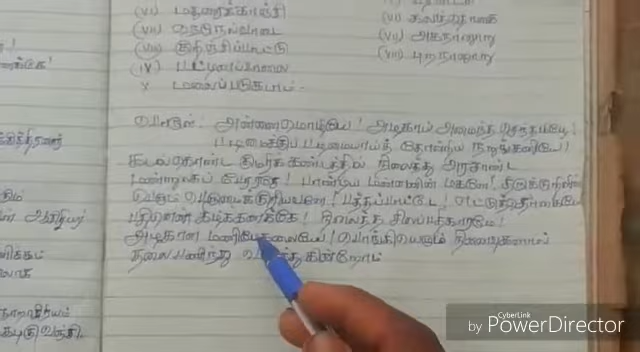 (VI) மதுரைக்காஞ்சி
(VII) நெடுநல்வாடை
(VIII) குறிஞ்சிப்பாட்டு
IX பட்டினப்பாலை
X மலைபடுகடாம்.
(VI) கலித்தொகை
(VII) அகநானூறு
(VIII) புறநானூறு
பொருள்: அன்னைமொழியே! அழகாய் அமைந்த செந்தமிழே!
பழமைக்குப் பழமையாய்த் தோன்றிய நறுங்கனியே!
கடல்கொண்ட குமரிக்கண்டத்தில் நிலைத்து அரசாண்ட
மண்ணுலகப் பேரரசே! பாண்டிய மன்னனின் மகளே! திருக்குறளின்
பெரும் பெருமைக்குரியவளே! பத்துப்பாட்டே! எட்டுத்தொகையே
பதினெண் கீழ்க்கணக்கே! நிலைத்த சிலப்பதிகாரமே!
அழகான மணிமேகலையே! பொங்கியெழும் நினைவுகளால்
தலைபணிந்து வாழ்த்துகின்றோம்
by CyberLink PowerDirector